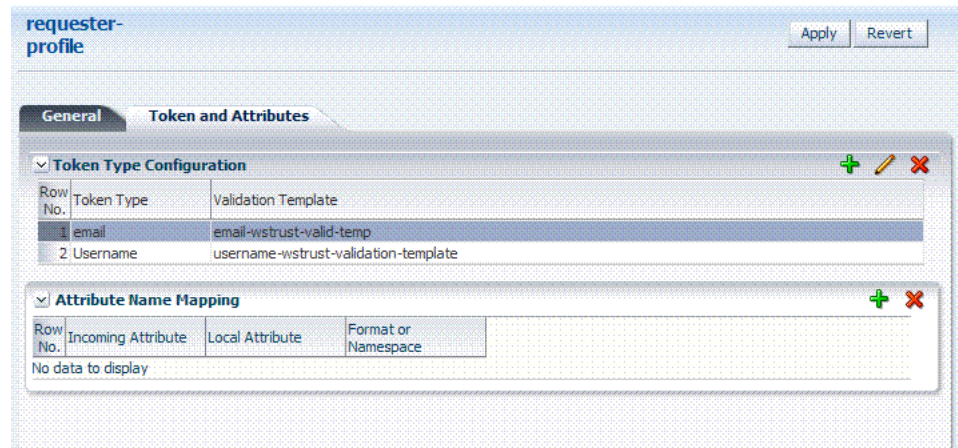 requester-
profile
Apply Revert
General Token and Attributes
Token Type Configuration
Row No. Token Type Validation Template
1 email email-wstrust-valid-temp
2 Username username-wstrust-validation-template
Attribute Name Mapping
Row No. Incoming Attribute Local Attribute Format or Namespace
No data to display